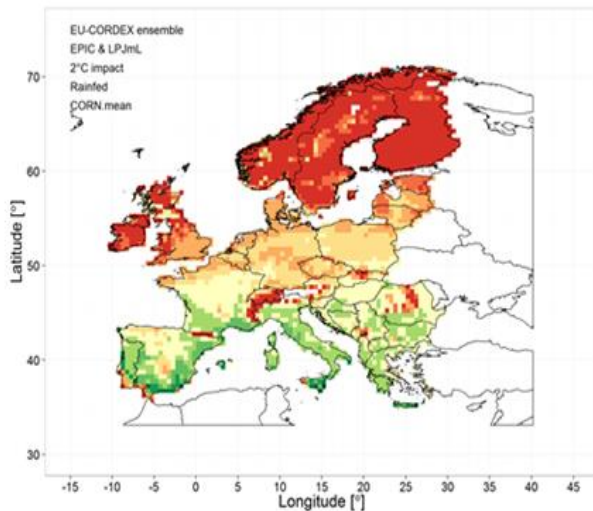 EU-CORDEX ensemble
EPIC & LPJmL
2°C impact
Rainfed
CORN.mean
70
60
50
40
30
Latitude [°]
-15 -10 -5 0 5 10 15 20 25 30 35 40 45
Longitude [°]